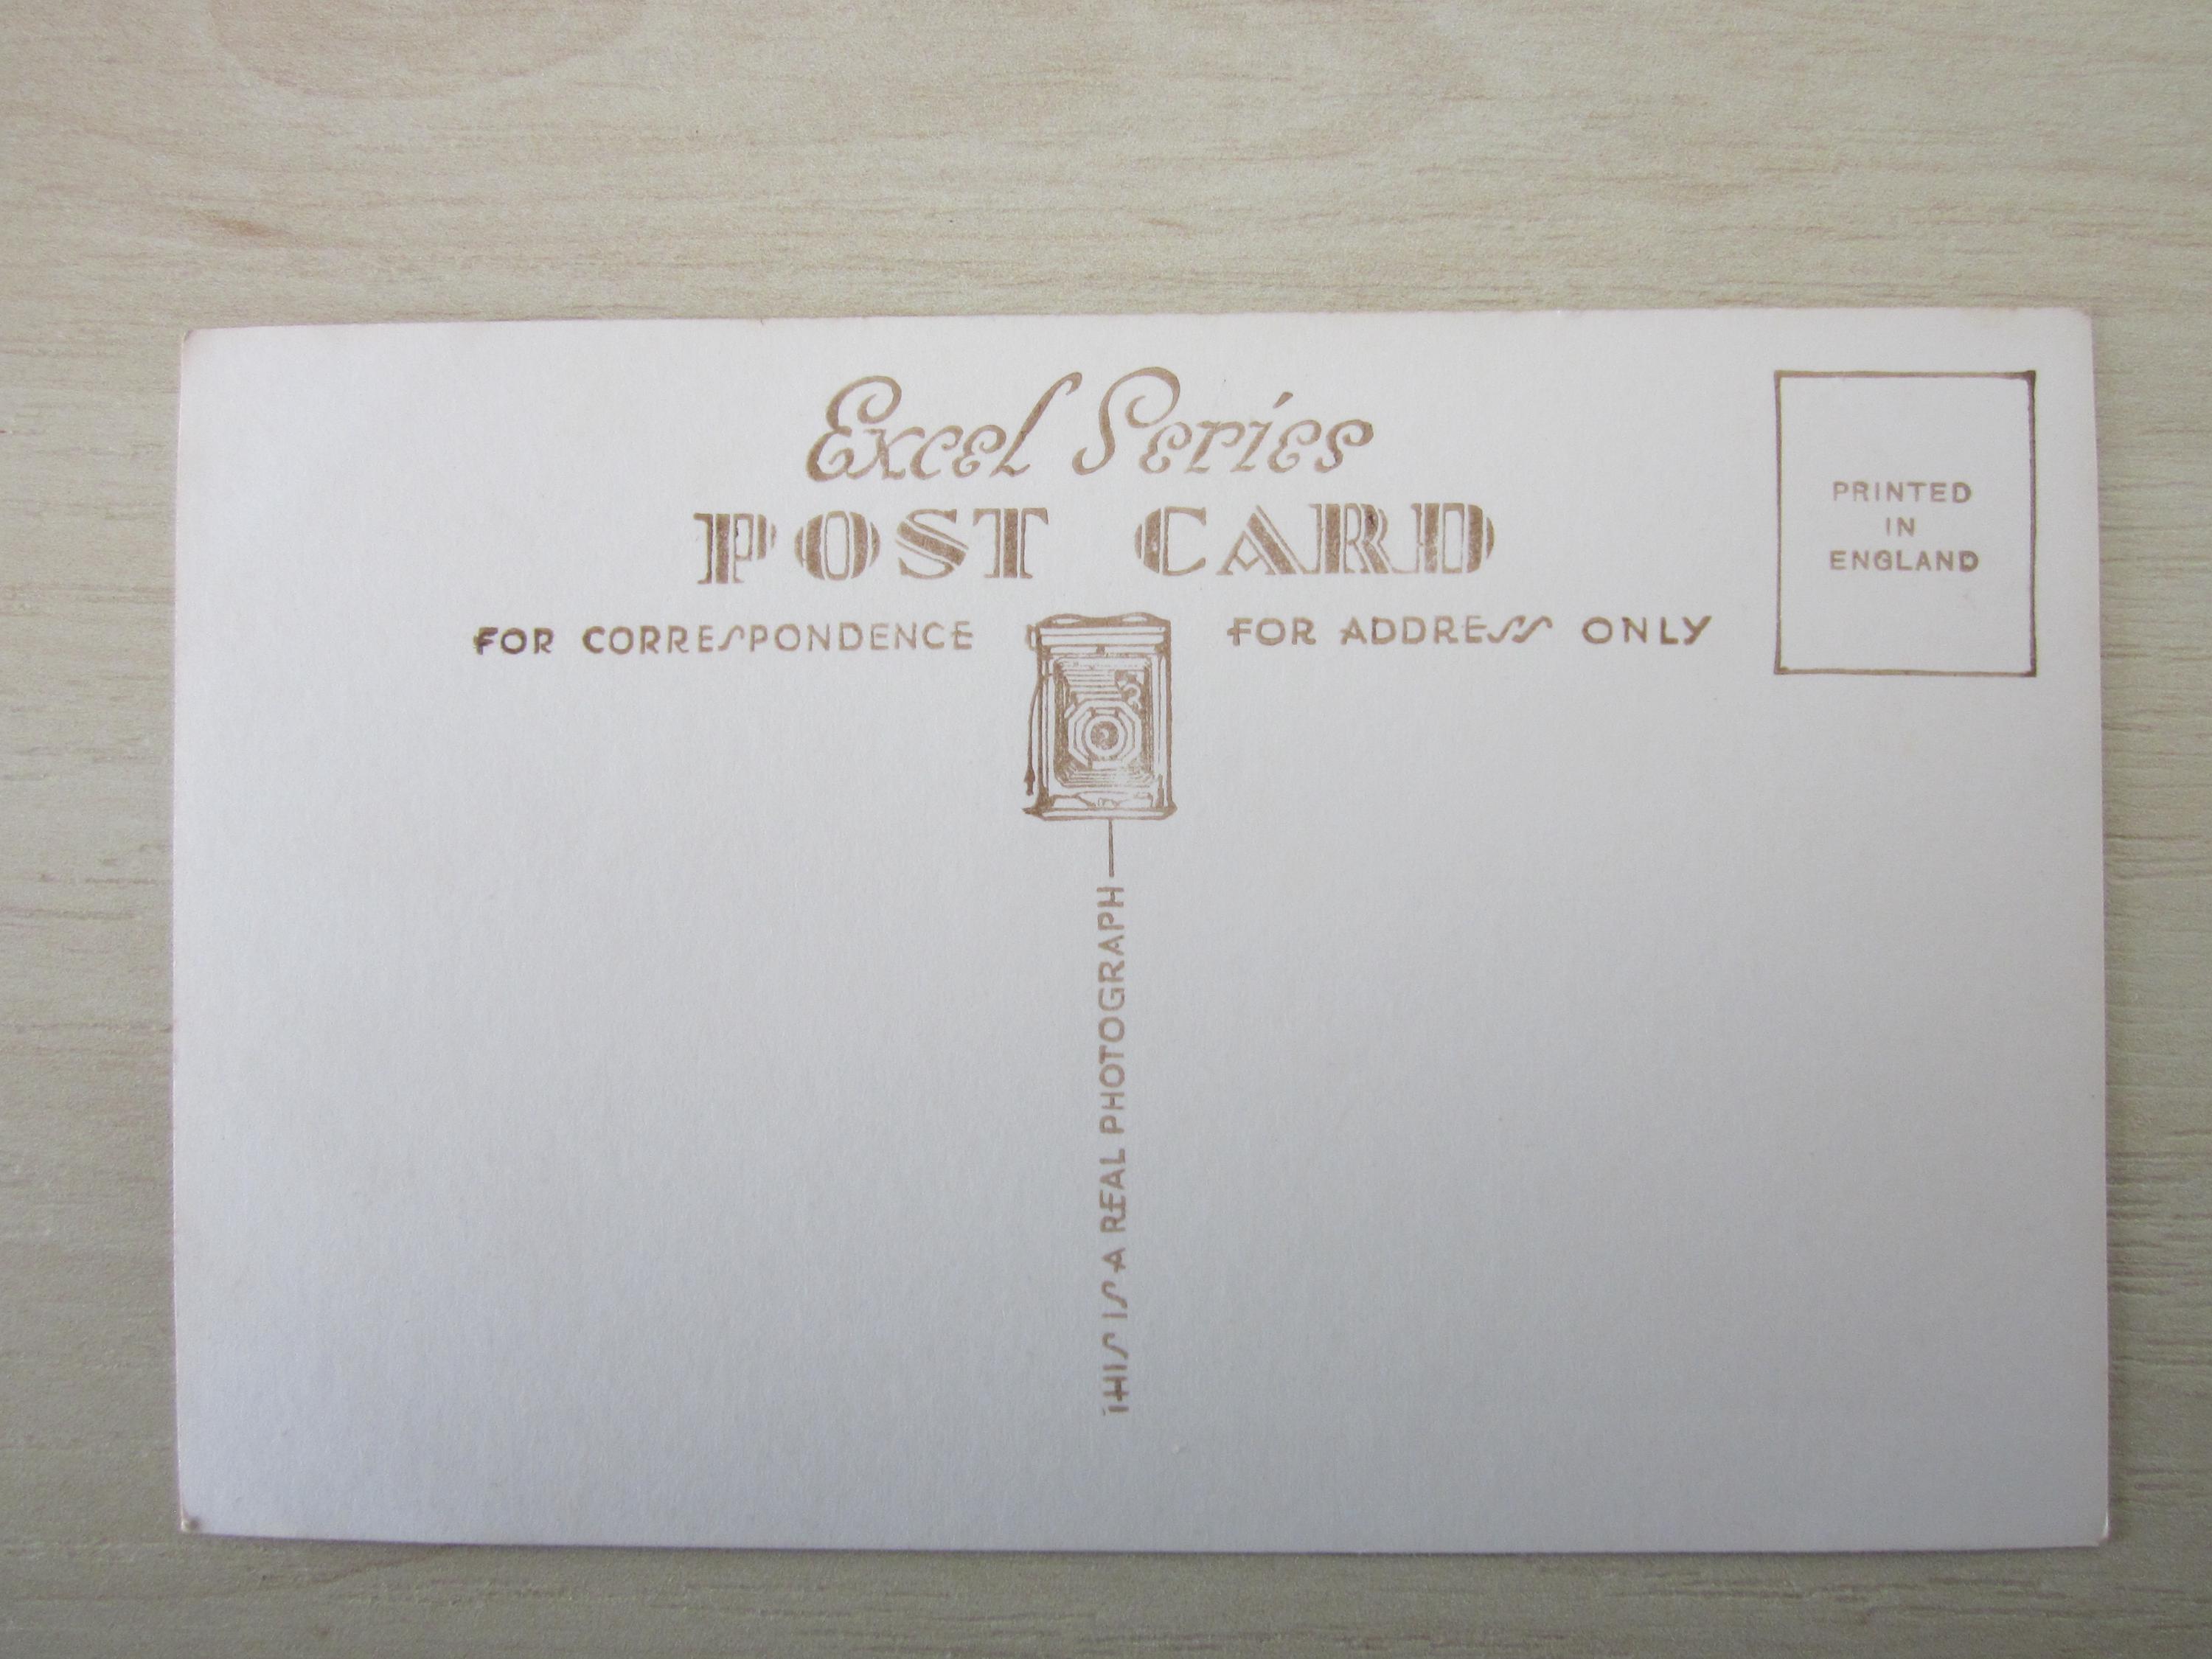 Excel Series
POST CARD
PRINTED
IN
ENGLAND
FOR CORRESPONDENCE
FOR ADDRESS ONLY
THIS IS A REAL PHOTOGRAPH